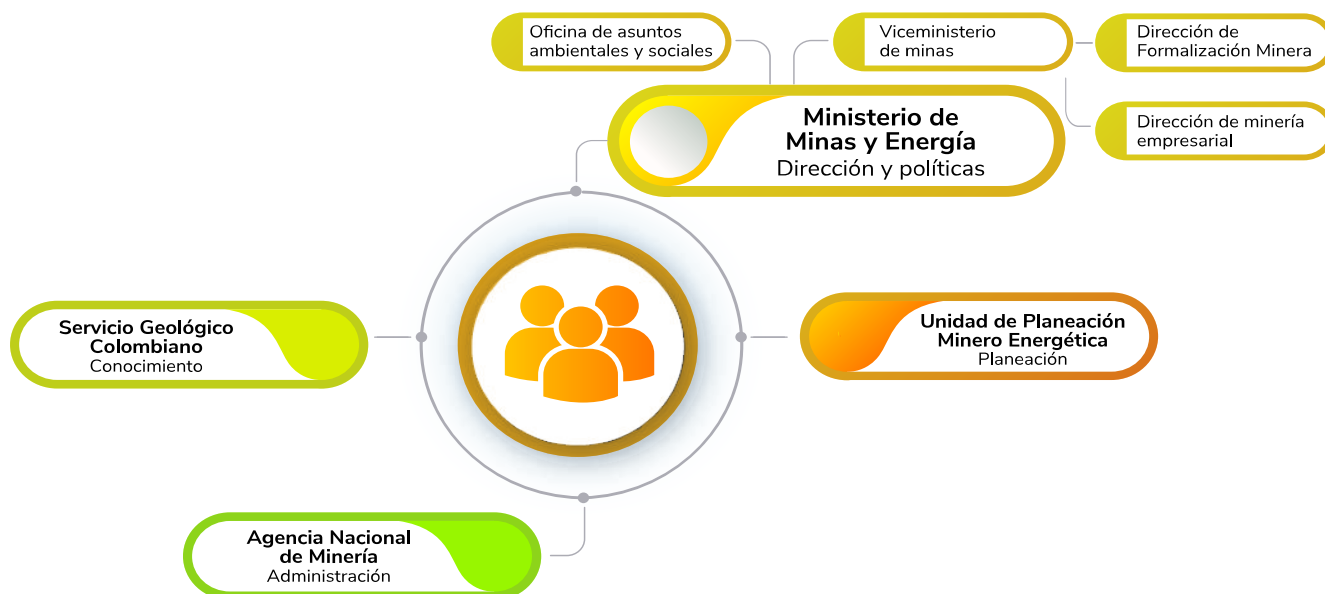 Oficina de asuntos
ambientales y sociales
Viceministerio
de minas
Dirección de
Formalización Minera
Dirección de minería
empresarial
Ministerio de
Minas y Energía
Dirección y políticas
Servicio Geológico
Colombiano
Conocimiento
Unidad de Planeación
Minero Energética
Planeación
Agencia Nacional
de Minería
Administración